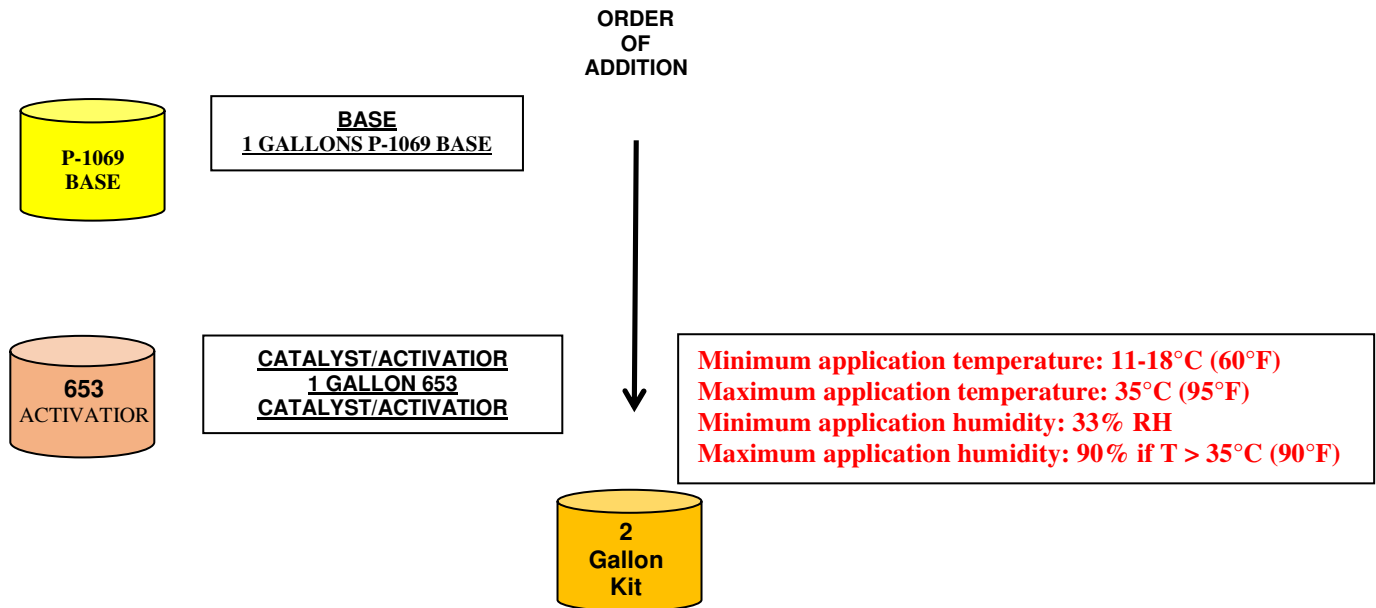 ORDER
OF
ADDITION
P-1069
BASE
BASE
1 GALLONS P-1069 BASE
653
ACTIVATIOR
CATALYST/ACTIVATIOR
1 GALLON 653
CATALYST/ACTIVATIOR
Minimum application temperature: 11-18°C (60°F)
Maximum application temperature: 35°C (95°F)
Minimum application humidity: 33% RH
Maximum application humidity: 90% if T > 35°C (90°F)
2
Gallon
Kit